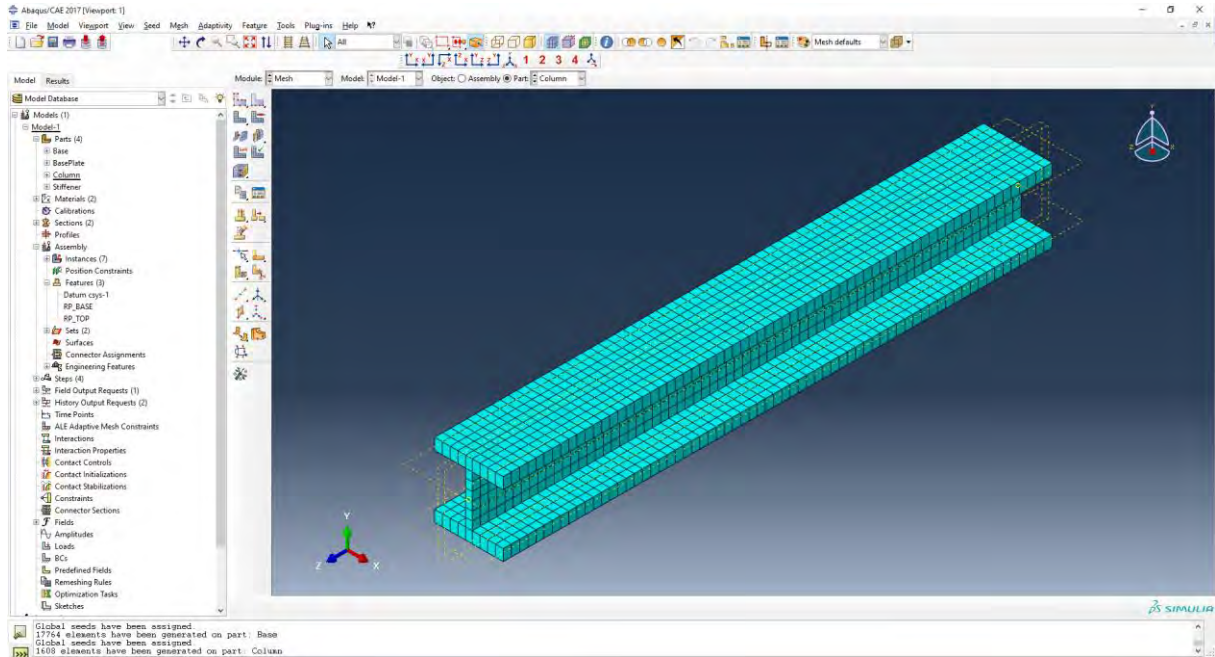 Abaqus/CAE 2017 [Viewport: 1]
File Model Viewport View Seed Mesh Adaptivity Feature Tools Plug-ins Help
All
Mesh defaults
1 2 3 4
Model Results
Module: Mesh Model: Model-1 Object: Assembly Part: Column
Model Database
Models (1)
Model-1
Parts (4)
Base
BasePlate
Column
Stiffener
Materials (2)
Calibrations
Sections (2)
Profiles
Assembly
Instances (7)
Position Constraints
Features (3)
Datum csys-1
RP_BASE
RP_TOP
Sets (2)
Surfaces
Connector Assignments
Engineering Features
Steps (4)
Field Output Requests (1)
History Output Requests (2)
Time Points
ALE Adaptive Mesh Constraints
Interactions
Interaction Properties
Contact Controls
Contact Initializations
Contact Stabilizations
Constraints
Connector Sections
Fields
Amplitudes
Loads
BCs
Predefined Fields
Remeshing Rules
Optimization Tasks
Sketches
Y
Z X
SIMULIA
Global seeds have been assigned.
17764 elements have been generated on part: Base
Global seeds have been assigned.
1608 elements have been generated on part: Column